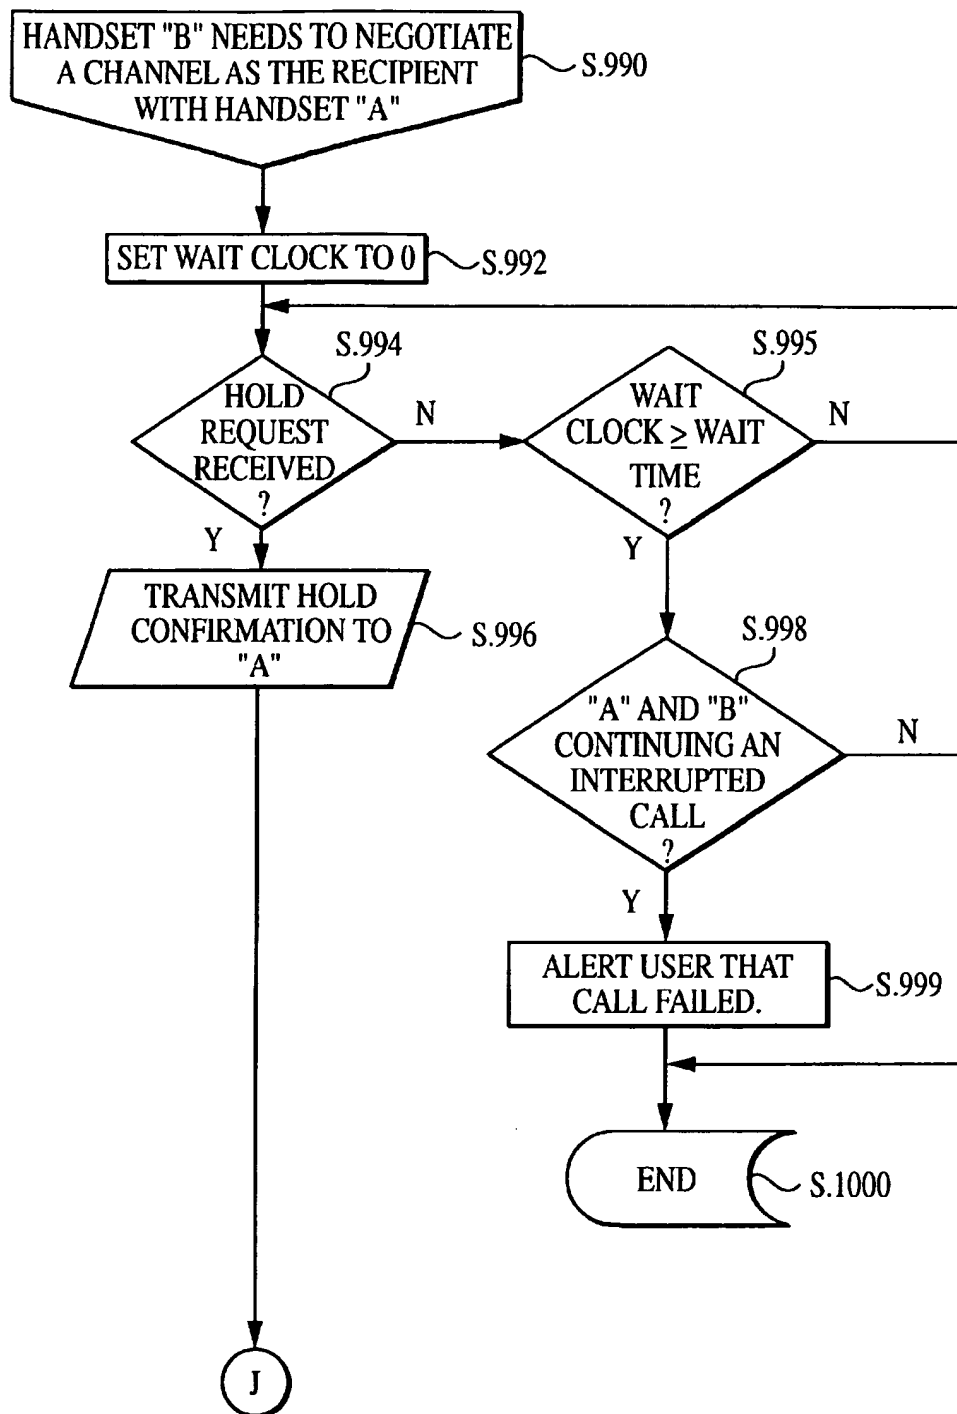 HANDSET "B" NEEDS TO NEGOTIATE
A CHANNEL AS THE RECIPIENT
WITH HANDSET "A"
S.990
SET WAIT CLOCK TO 0
S.992
S.994
HOLD
REQUEST
RECEIVED
?
N
Y
S.995
WAIT
CLOCK ≥ WAIT
TIME
?
N
Y
TRANSMIT HOLD
CONFIRMATION TO
"A"
S.996
S.998
"A" AND "B"
CONTINUING AN
INTERRUPTED
CALL
?
N
Y
ALERT USER THAT
CALL FAILED.
S.999
END
S.1000
J